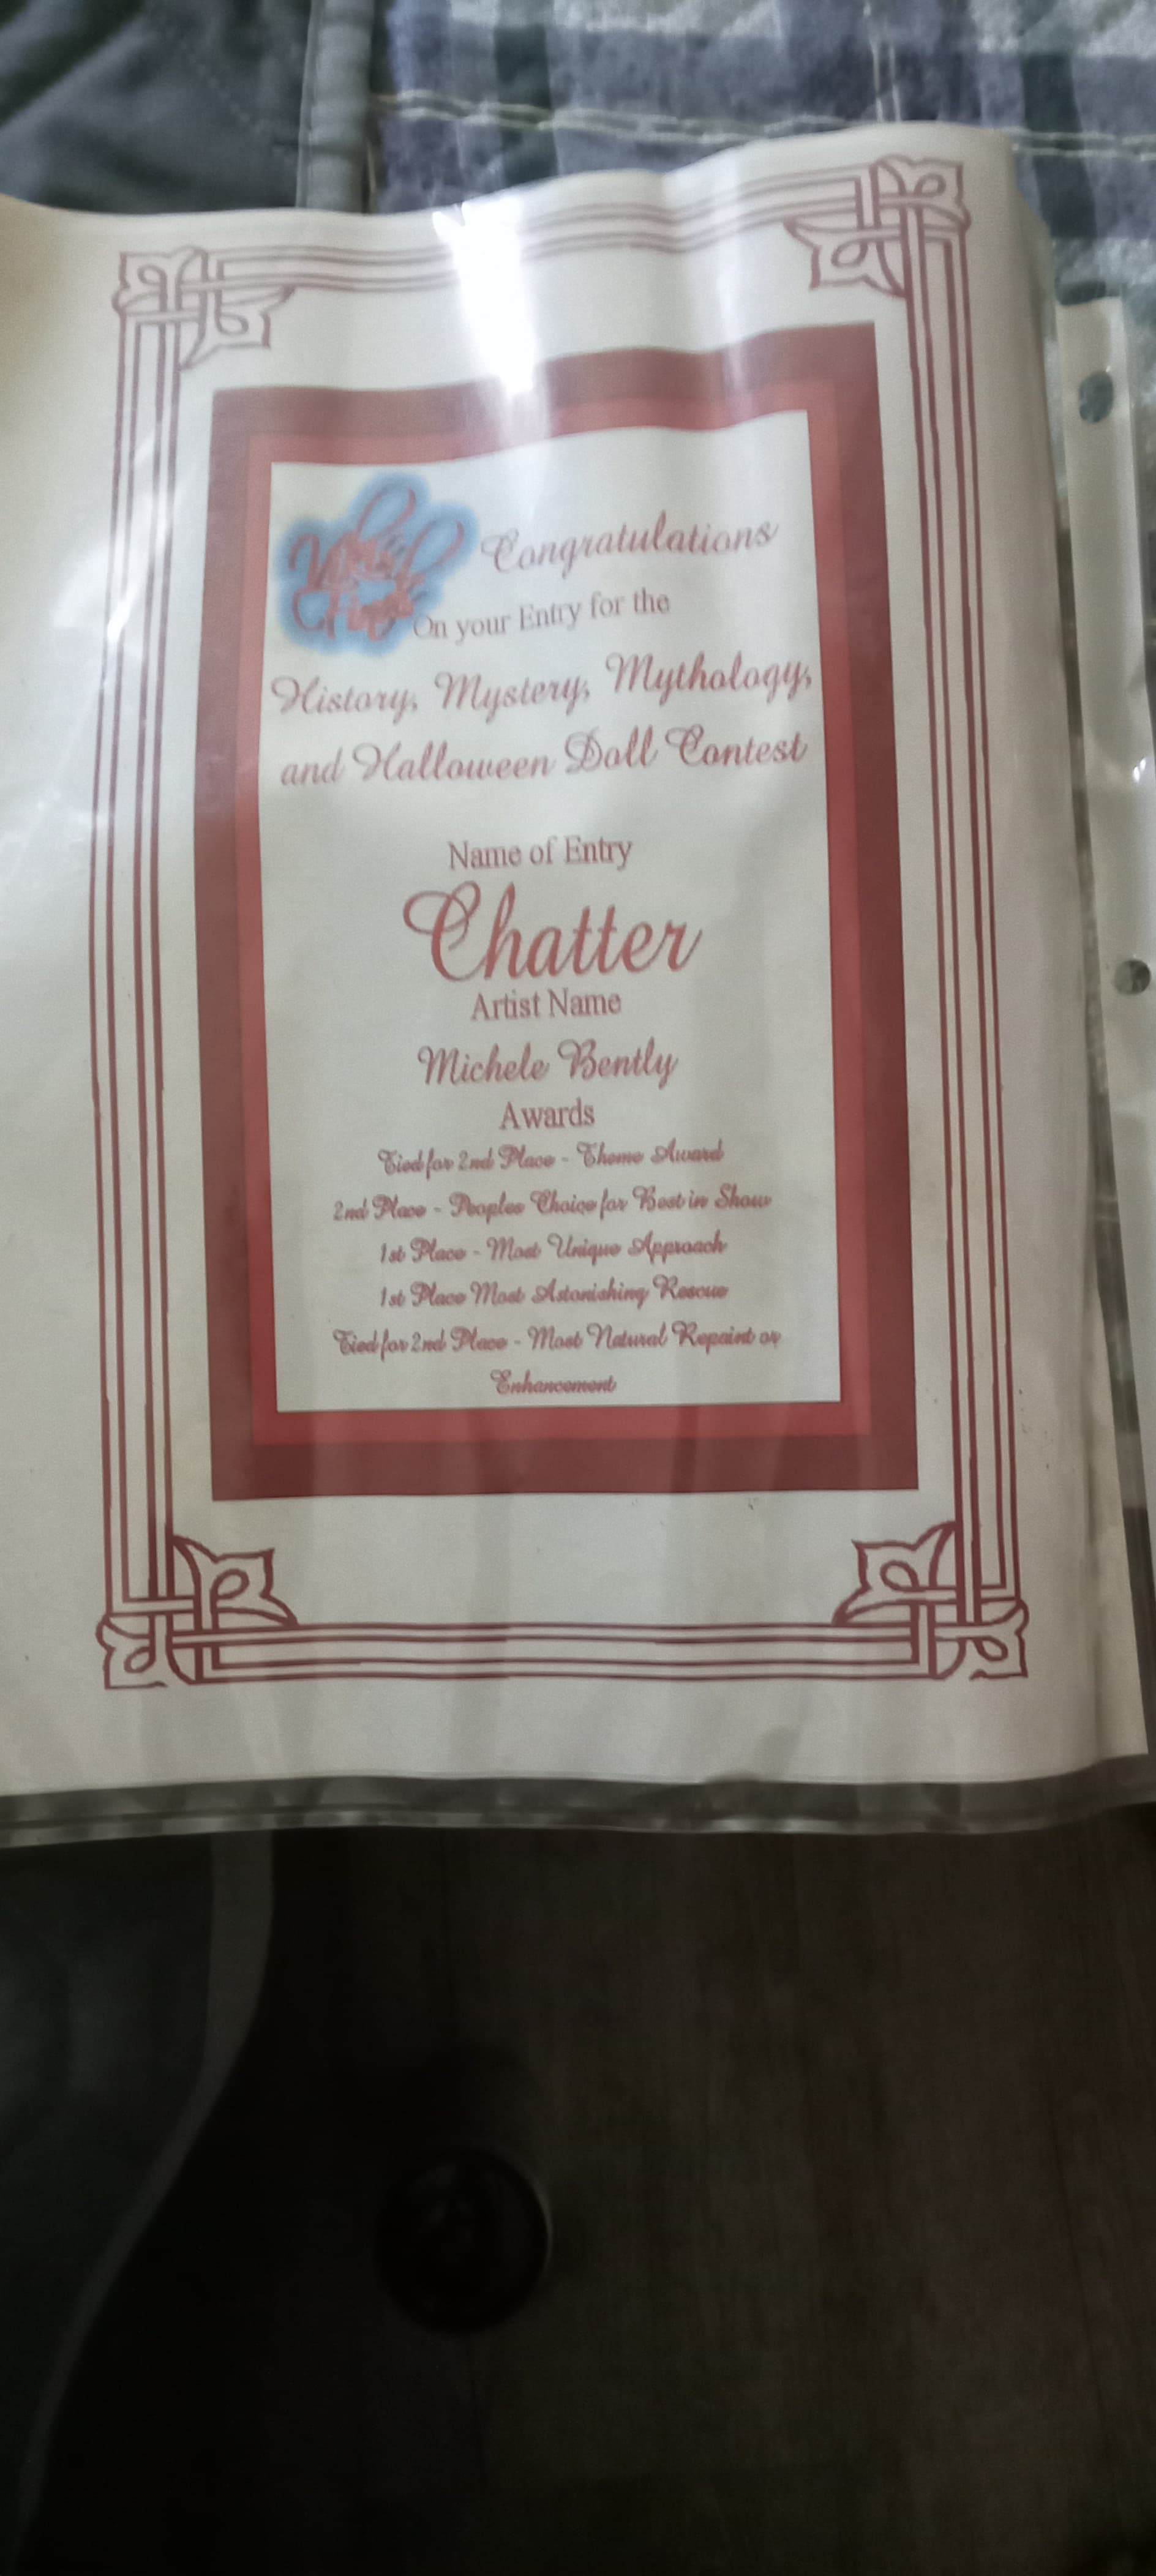 Congratulations
On your Entry for the
History, Mystery, Mythology,
and Halloween Doll Contest
Name of Entry
Chatter
Artist Name
Michele Bently
Awards
Tied for 2nd Place - Theme Award
2nd Place - Peoples Choice for Best in Show
1st Place - Most Unique Approach
1st Place Most Astonishing Rescue
Tied for 2nd Place - Most Natural Repaint or
Enhancement